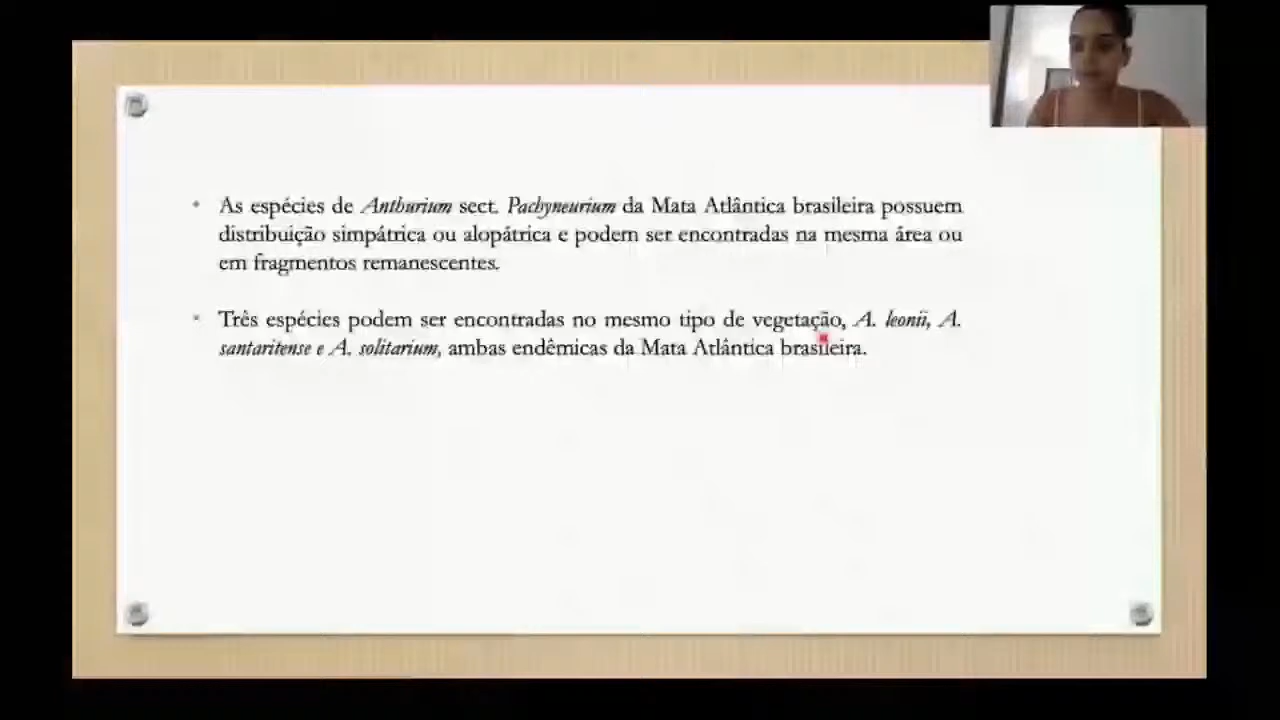 • As espécies de Anthurium sect. Pachyneurium da Mata Atlântica brasileira possuem
distribuição simpátrica ou alopátrica e podem ser encontradas na mesma área ou
em fragmentos remanescentes.
• Três espécies podem ser encontradas no mesmo tipo de vegetação, A. leonii, A.
santaritense e A. solitarium, ambas endêmicas da Mata Atlântica brasileira.